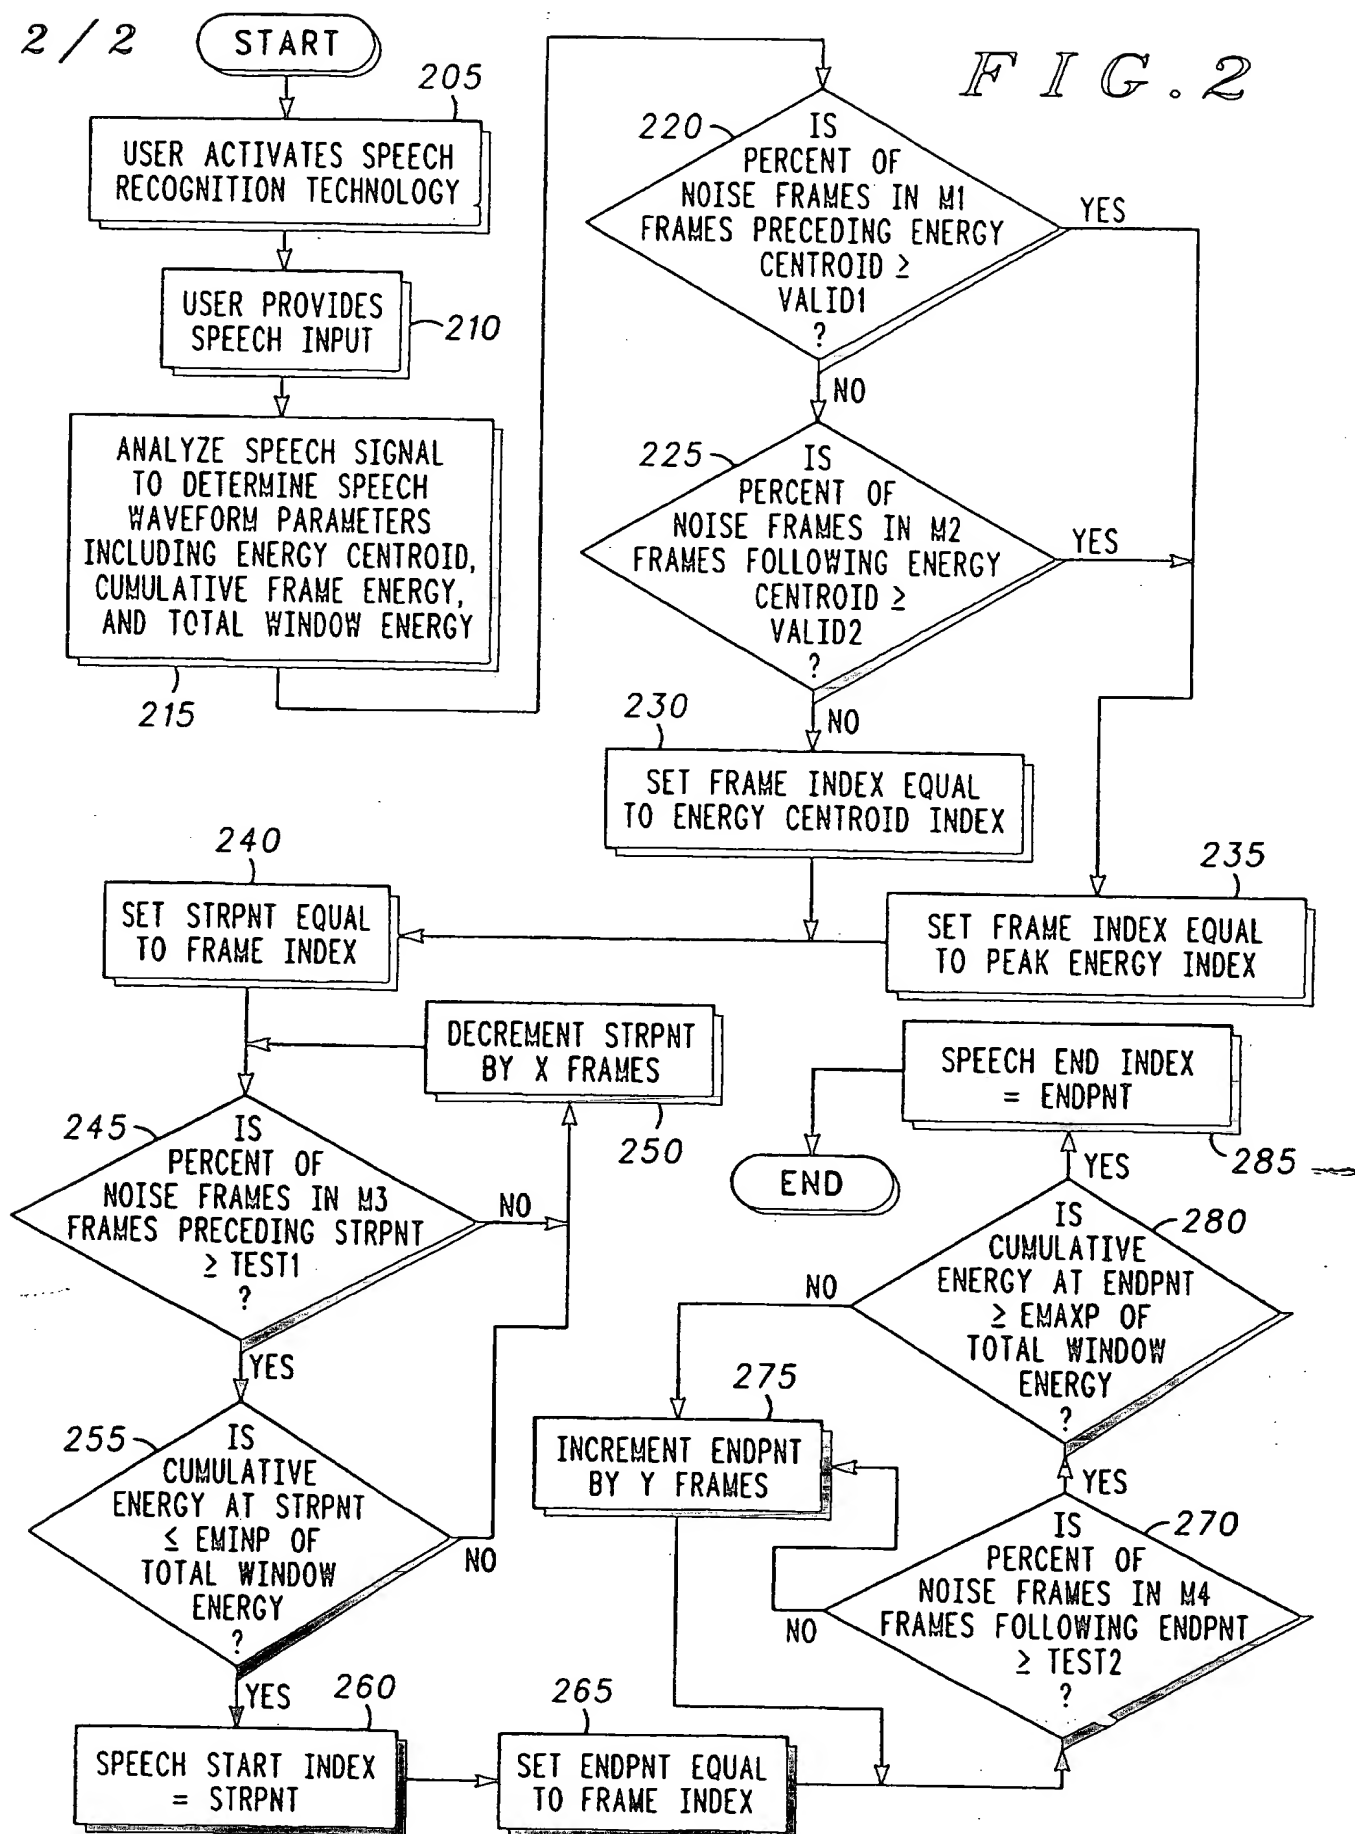 2/2
START
FIG.2
205
USER ACTIVATES SPEECH
RECOGNITION TECHNOLOGY
USER PROVIDES
SPEECH INPUT
210
ANALYZE SPEECH SIGNAL
TO DETERMINE SPEECH
WAVEFORM PARAMETERS
INCLUDING ENERGY CENTROID,
CUMULATIVE FRAME ENERGY,
AND TOTAL WINDOW ENERGY
215
220
IS
PERCENT OF
NOISE FRAMES IN M1
FRAMES PRECEDING ENERGY
CENTROID ≥
VALID1
?
YES
NO
225
IS
PERCENT OF
NOISE FRAMES IN M2
FRAMES FOLLOWING ENERGY
CENTROID ≥
VALID2
?
YES
NO
230
SET FRAME INDEX EQUAL
TO ENERGY CENTROID INDEX
235
SET FRAME INDEX EQUAL
TO PEAK ENERGY INDEX
240
SET STRPNT EQUAL
TO FRAME INDEX
DECREMENT STRPNT
BY X FRAMES
250
245
IS
PERCENT OF
NOISE FRAMES IN M3
FRAMES PRECEDING STRPNT
≥ TEST1
?
NO
YES
255
IS
CUMULATIVE
ENERGY AT STRPNT
≤ EMINP OF
TOTAL WINDOW
ENERGY
?
NO
YES
260
SPEECH START INDEX
= STRPNT
265
SET ENDPNT EQUAL
TO FRAME INDEX
270
IS
PERCENT OF
NOISE FRAMES IN M4
FRAMES FOLLOWING ENDPNT
≥ TEST2
?
NO
YES
275
INCREMENT ENDPNT
BY Y FRAMES
280
IS
CUMULATIVE
ENERGY AT ENDPNT
≥ EMAXP OF
TOTAL WINDOW
ENERGY
?
NO
YES
SPEECH END INDEX
= ENDPNT
285
END